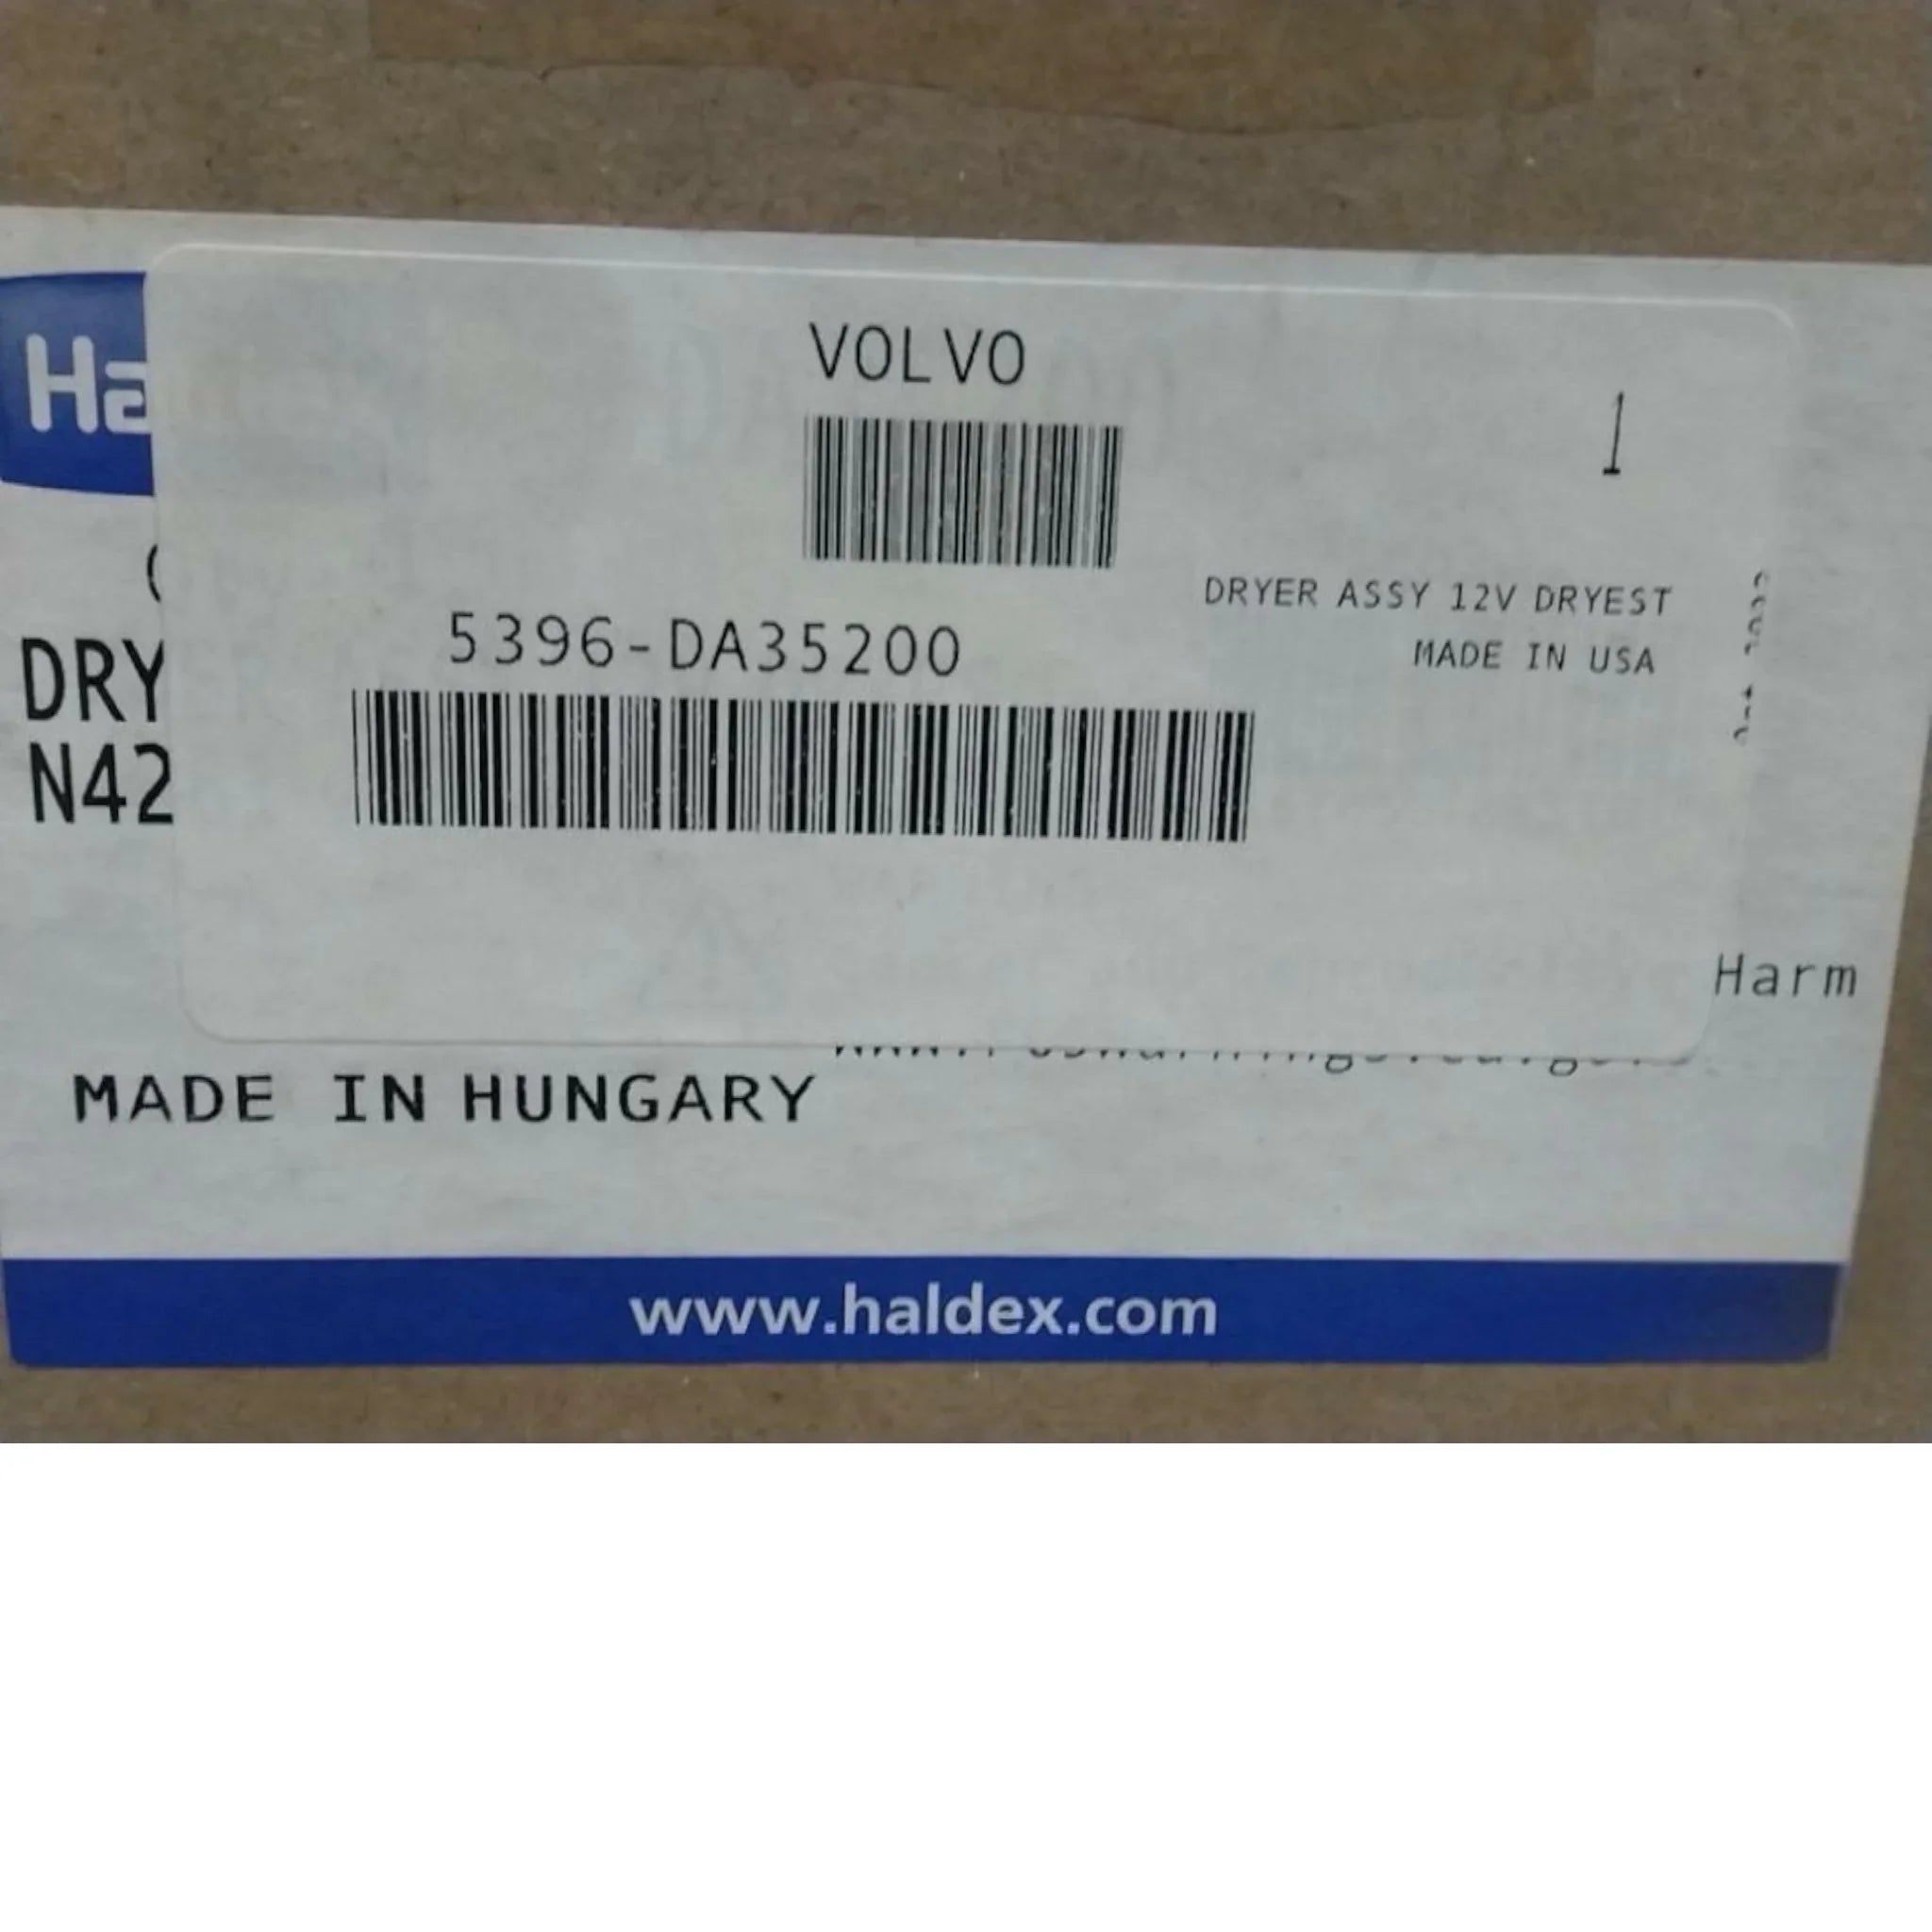 VOLVO
1
DRYER ASSY 12V DRYEST
5396-DA35200
MADE IN USA
Ha
DRY
N42
Harm
MADE IN HUNGARY
www.haldex.com